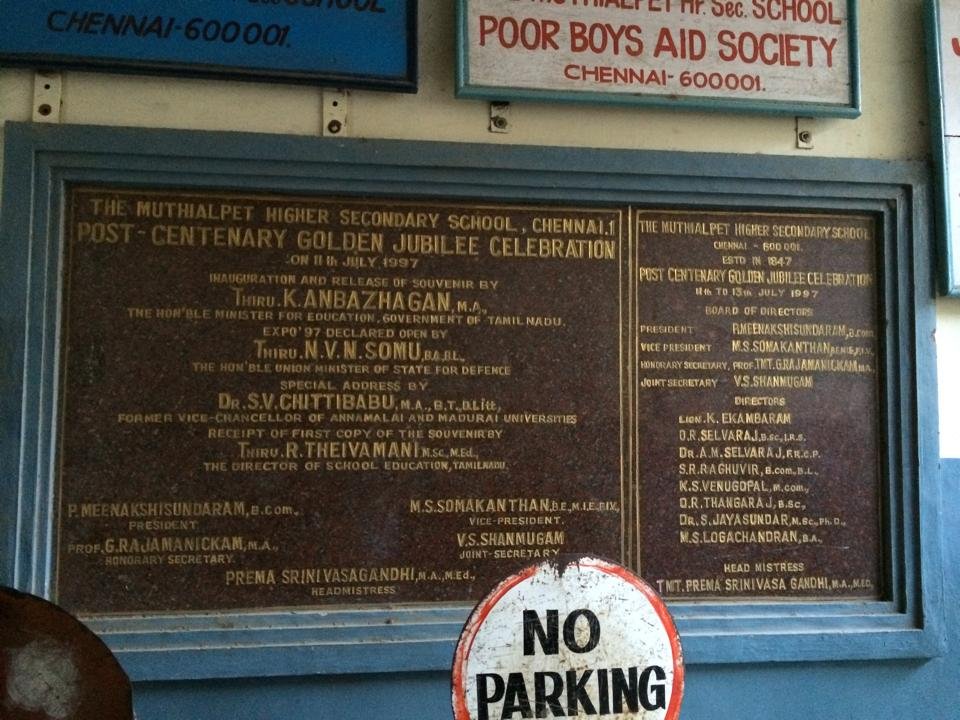 SCHOOL
CHENNAI-600001.
MUTHIALPET Hr. Sec. SCHOOL
POOR BOYS AID SOCIETY
CHENNAI-600001.
THE MUTHIALPET HIGHER SECONDARY SCHOOL, CHENNAI.1
POST-CENTENARY GOLDEN JUBILEE CELEBRATION
ON 11th JULY 1997
INAUGURATION AND RELEASE OF SOUVENIR BY
THIRU.K.ANBAZHAGAN, M.A.,
THE HON'BLE MINISTER FOR EDUCATION, GOVERNMENT OF TAMIL NADU.
EXPO'97 DECLARED OPEN BY
THIRU.N.V.N.SOMU, B.A.,B.L.,
THE HON'BLE UNION MINISTER OF STATE FOR DEFENCE
SPECIAL ADDRESS BY
DR.S.V.CHITTIBABU, M.A., B.T., D.Litt.,
FORMER VICE-CHANCELLOR OF ANNAMALAI AND MADURAI UNIVERSITIES
RECEIPT OF FIRST COPY OF THE SOUVENIR BY
THIRU.R.THEIVAMANI M.Sc., M.Ed.,
THE DIRECTOR OF SCHOOL EDUCATION, TAMILNADU.
P.MEENAKSHISUNDARAM, B.Com.,
PRESIDENT
M.S.SOMAKANTHAN, B.E., M.I.E., F.I.V.,
VICE-PRESIDENT.
PROF.G.RAJAMANICKAM, M.A.,
HONORARY SECRETARY.
V.S.SHANMUGAM
JOINT-SECRETARY
PREMA SRINIVASAGANDHI, M.A., M.Ed.,
HEADMISTRESS
THE MUTHIALPET HIGHER SECONDARY SCHOOL
CHENNAI - 600 001.
ESTD IN 1847
POST CENTENARY GOLDEN JUBILEE CELEBRATION
11th TO 13th JULY 1997
BOARD OF DIRECTORS
PRESIDENT P.MEENAKSHISUNDARAM, B.com
VICE PRESIDENT M.S.SOMAKANTHAN, B.E., M.I.E., F.I.V.,
HONORARY SECRETARY, PROF.TMT.G.RAJAMANICKAM, M.A.,
JOINT SECRETARY V.S.SHANMUGAM
DIRECTORS
LION. K. EKAMBARAM
O.R.SELVARAJ, B.Sc., I.R.S.
DR.A.M.SELVARAJ, F.R.C.P.
S.R.RAGHUVIR, B.com., B.L.,
K.S.VENUGOPAL, M.com.,
O.R.THANGARAJ, B.Sc.,
DR.S.JAYASUNDAR, M.Sc., Ph.D.,
M.S.LOGACHANDRAN, B.A.,
HEAD MISTRESS
TMT. PREMA SRINIVASA GANDHI, M.A., M.Ed.,
NO
PARKING